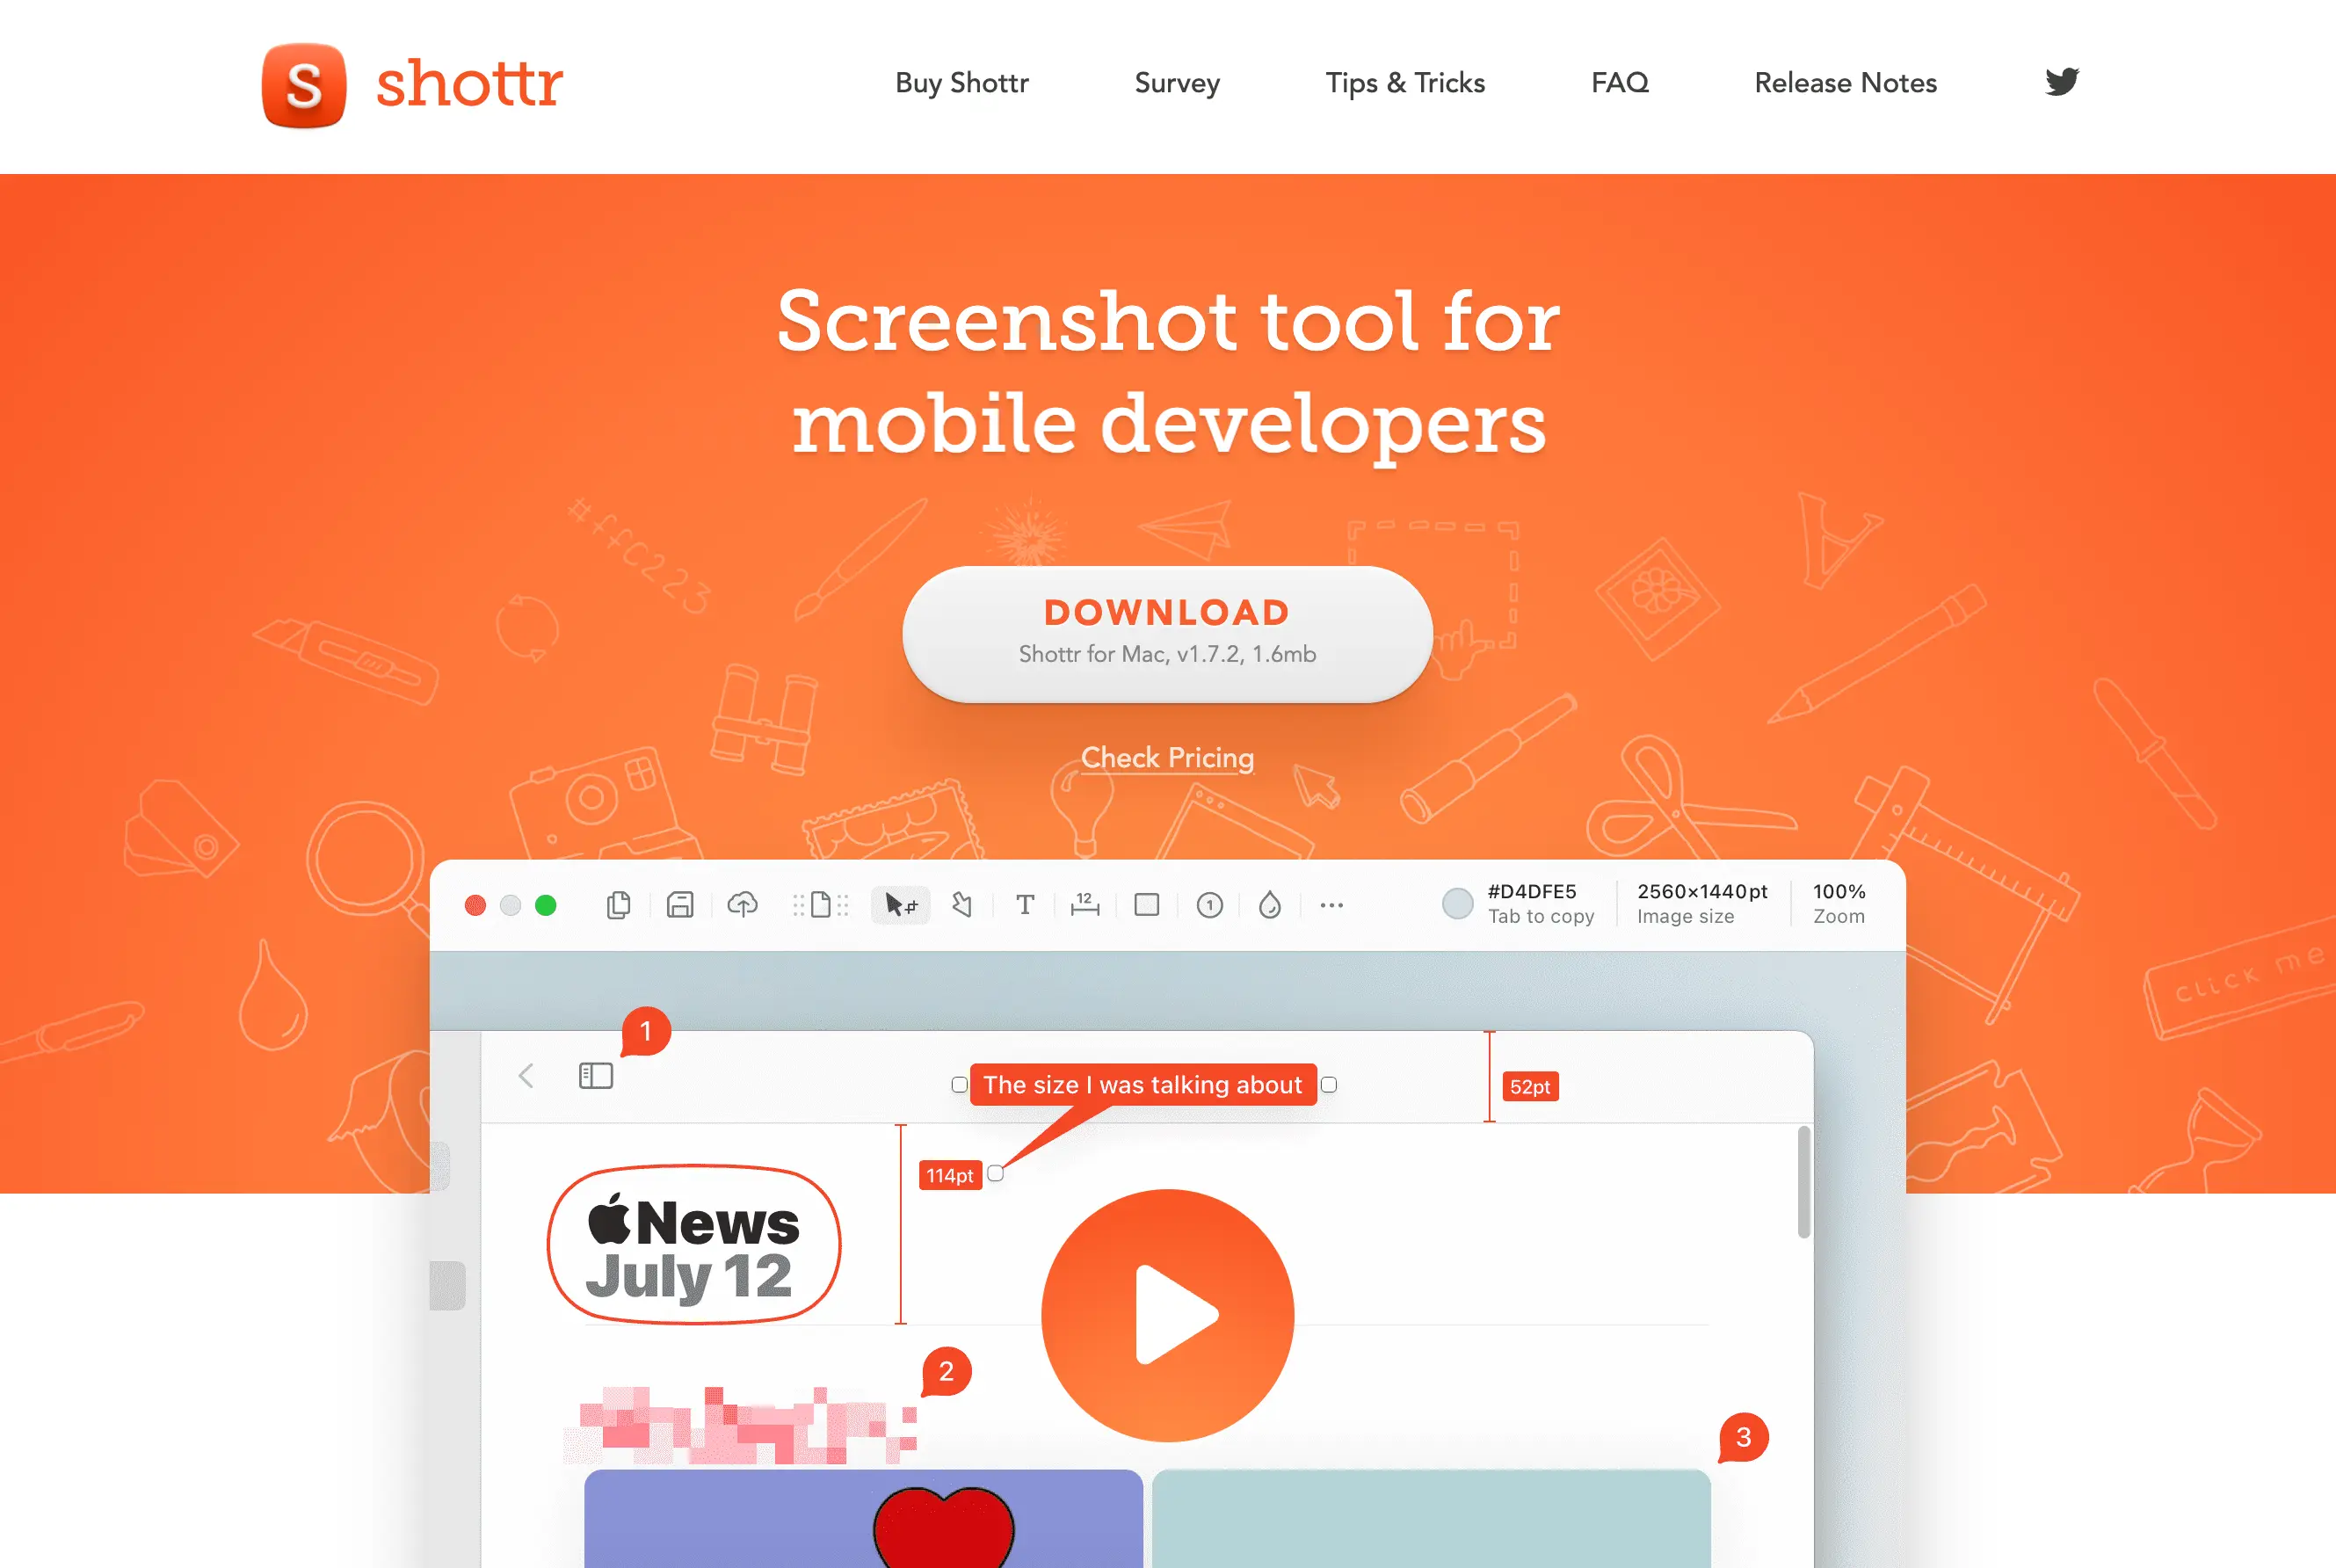 S shottr
Buy Shottr
Survey
Tips & Tricks
FAQ
Release Notes
Screenshot tool for
mobile developers
#ffC223
A
DOWNLOAD
Shottr for Mac, v1.7.2, 1.6mb
Check Pricing
T
12
1
#D4DFE5
Tab to copy
2560×1440pt
Image size
100%
Zoom
CLICK me
1
The size I was talking about
52pt
114pt
News
July 12
2
3